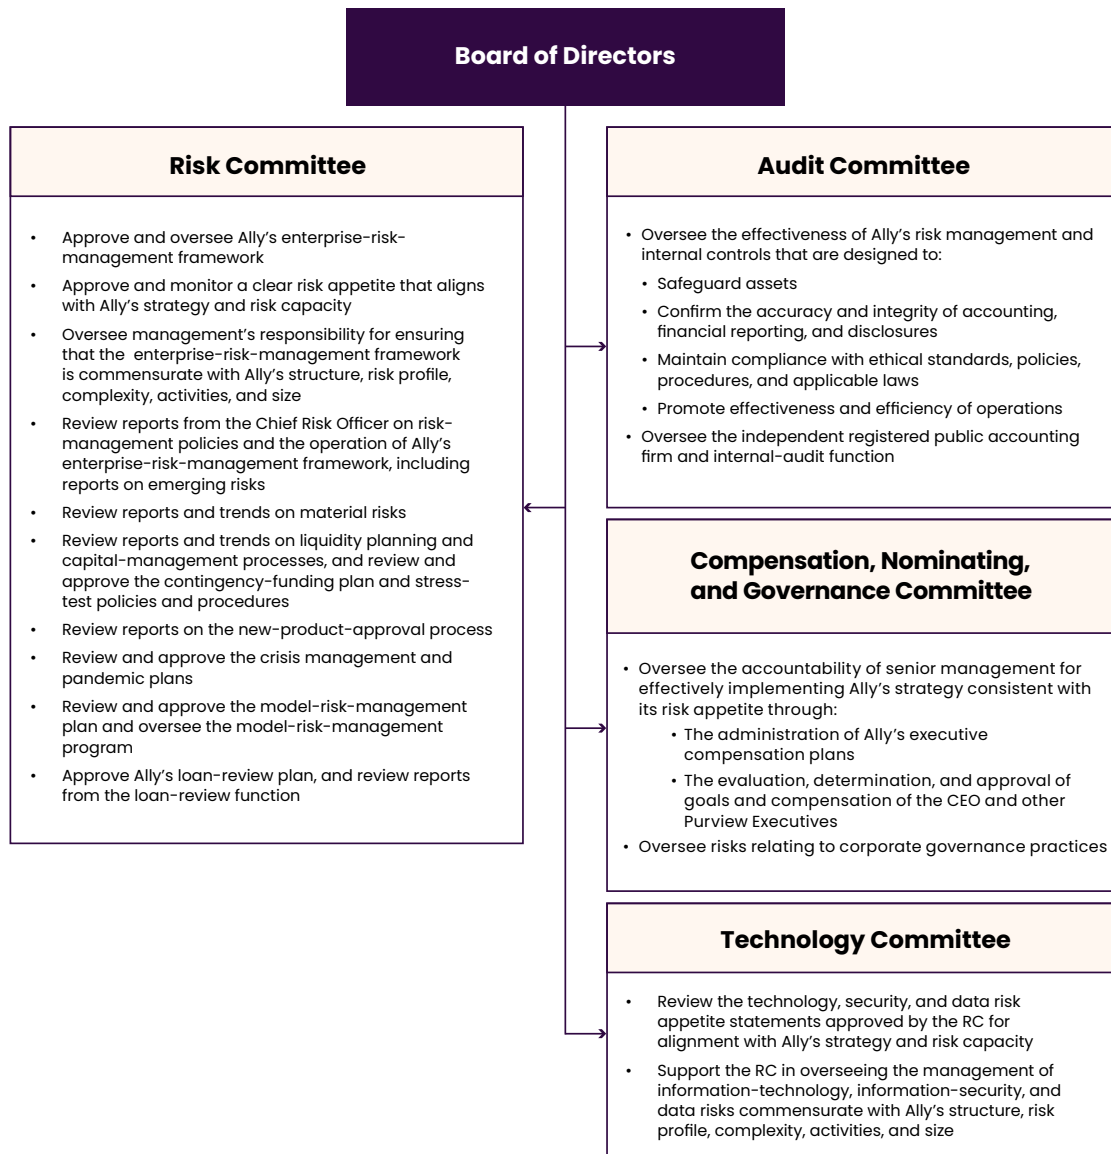 Board of Directors
Risk Committee
• Approve and oversee Ally’s enterprise-risk-
management framework
• Approve and monitor a clear risk appetite that aligns
with Ally’s strategy and risk capacity
• Oversee management’s responsibility for ensuring
that the enterprise-risk-management framework
is commensurate with Ally’s structure, risk profile,
complexity, activities, and size
• Review reports from the Chief Risk Officer on risk-
management policies and the operation of Ally’s
enterprise-risk-management framework, including
reports on emerging risks
• Review reports and trends on material risks
• Review reports and trends on liquidity planning and
capital-management processes, and review and
approve the contingency-funding plan and stress-
test policies and procedures
• Review reports on the new-product-approval process
• Review and approve the crisis management and
pandemic plans
• Review and approve the model-risk-management
plan and oversee the model-risk-management
program
• Approve Ally’s loan-review plan, and review reports
from the loan-review function
Audit Committee
• Oversee the effectiveness of Ally’s risk management and
internal controls that are designed to:
• Safeguard assets
• Confirm the accuracy and integrity of accounting,
financial reporting, and disclosures
• Maintain compliance with ethical standards, policies,
procedures, and applicable laws
• Promote effectiveness and efficiency of operations
• Oversee the independent registered public accounting
firm and internal-audit function
Compensation, Nominating,
and Governance Committee
• Oversee the accountability of senior management for
effectively implementing Ally’s strategy consistent with
its risk appetite through:
• The administration of Ally’s executive
compensation plans
• The evaluation, determination, and approval of
goals and compensation of the CEO and other
Purview Executives
• Oversee risks relating to corporate governance practices
Technology Committee
• Review the technology, security, and data risk
appetite statements approved by the RC for
alignment with Ally’s strategy and risk capacity
• Support the RC in overseeing the management of
information-technology, information-security, and
data risks commensurate with Ally’s structure, risk
profile, complexity, activities, and size